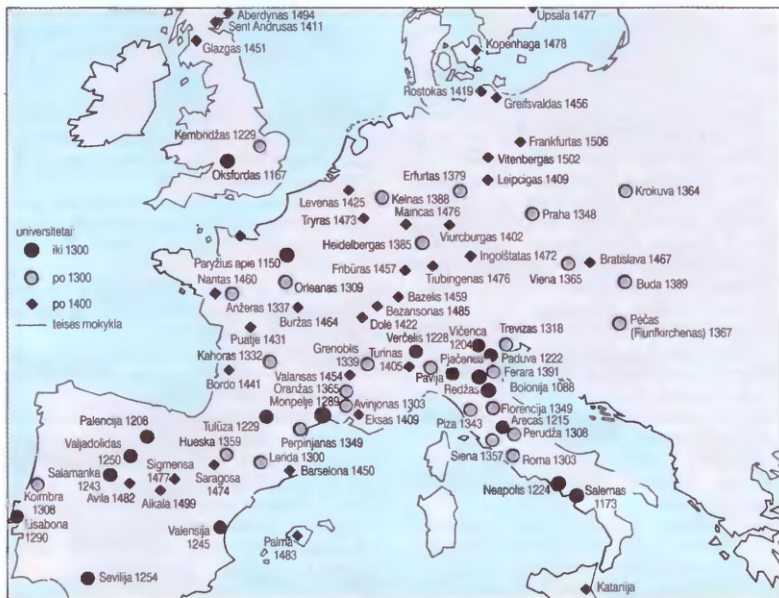 Aberdynas 1494
Sent Andrusas 1411
Glazgas 1451
Upsala 1477
Kopenhaga 1478
Rostokas 1419
Greifsvaldas 1456
Kembridžas 1229
Oksfordas 1167
Frankfurtas 1506
Vitenbergas 1502
Leipcigas 1409
Erfurtas
1379
Levenas 1425
Kelnas 1388
Krokuva 1364
Tryras 1473
Maincas 1476
Praha 1348
universitetai:
iki 1300
po 1300
po 1400
teisės mokykla
Heidelbergas 1385
Viurcburgas 1402
Paryžius apie 1150
Ingolštatas 1472
Bratislava 1467
Nantas 1460
Orleanas 1309
Friburas 1457
Tiubingenas 1476
Viena 1365
Buda 1389
Anžeras 1337
Bazelis 1459
Bezansonas 1485
Buržas 1464
Dolė 1422
Puatjė 1431
Verčelis 1228
Vičenca
1204
Trevizas 1318
Pėčas
(Fiunfkirchenas) 1367
Kahoras 1332
Grenoblis
1339
Turinas
1405
Pjačenca
Paduva 1222
Bordo 1441
Valansas 1454
Pavija
Ferara 1391
Oranžas 1365
Redžas
Bolonija 1088
Monpeljė 1289
Avinjonas 1303
Palencija 1208
Tulūza 1229
Eksas 1409
Piza 1343
Florencija 1349
Arecas 1215
Valjadolidas
1250
Hueska 1359
Perpinjanas 1349
Perudža 1308
Salamanka
1243
Sigmensa
1477
Lerida 1300
Siena 1357
Roma 1303
Avila 1482
Saragosa
1474
Barselona 1450
Koimbra
1308
Alkala 1499
Neapolis 1224
Salernas
1173
Lisabona
1290
Valensija
1245
Palma
1483
Sevilija 1254
Katanija